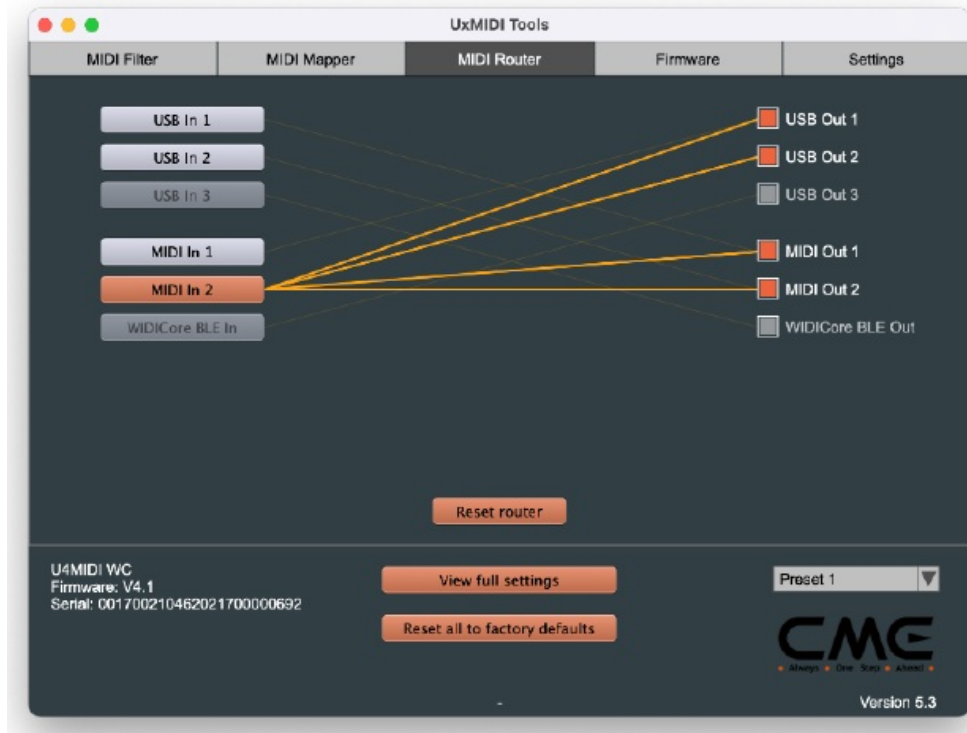 UxMIDI Tools
MIDI Filter MIDI Mapper MIDI Router Firmware Settings
USB In 1 USB Out 1
USB In 2 USB Out 2
USB In 3 USB Out 3
MIDI In 1 MIDI Out 1
MIDI In 2 MIDI Out 2
WIDICore BLE In WIDICore BLE Out
Reset router
U4MIDI WC
Firmware: V4.1
Serial: 0017002104620217000000692
View full settings
Reset all to factory defaults
Preset 1
CME
Always One Step Ahead
-
Version 5.3